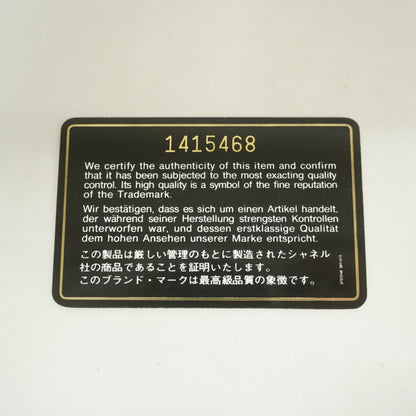 1415468
We certify the authenticity of this item and confirm
that it has been subjected to the most exacting quality
control. Its high quality is a symbol of the fine reputation
of the Trademark.
Wir bestätigen, dass es sich um einen Artikel handelt,
der während seiner Herstellung strengsten Kontrollen
unterworfen war, und dessen erstklassige Qualität
dem hohen Ansehen unserer Marke entspricht.
この製品は厳しい管理のもとに製造されたシャネル
社の商品であることを証明いたします。
このブランド・マークは最高級品質の象徴です。